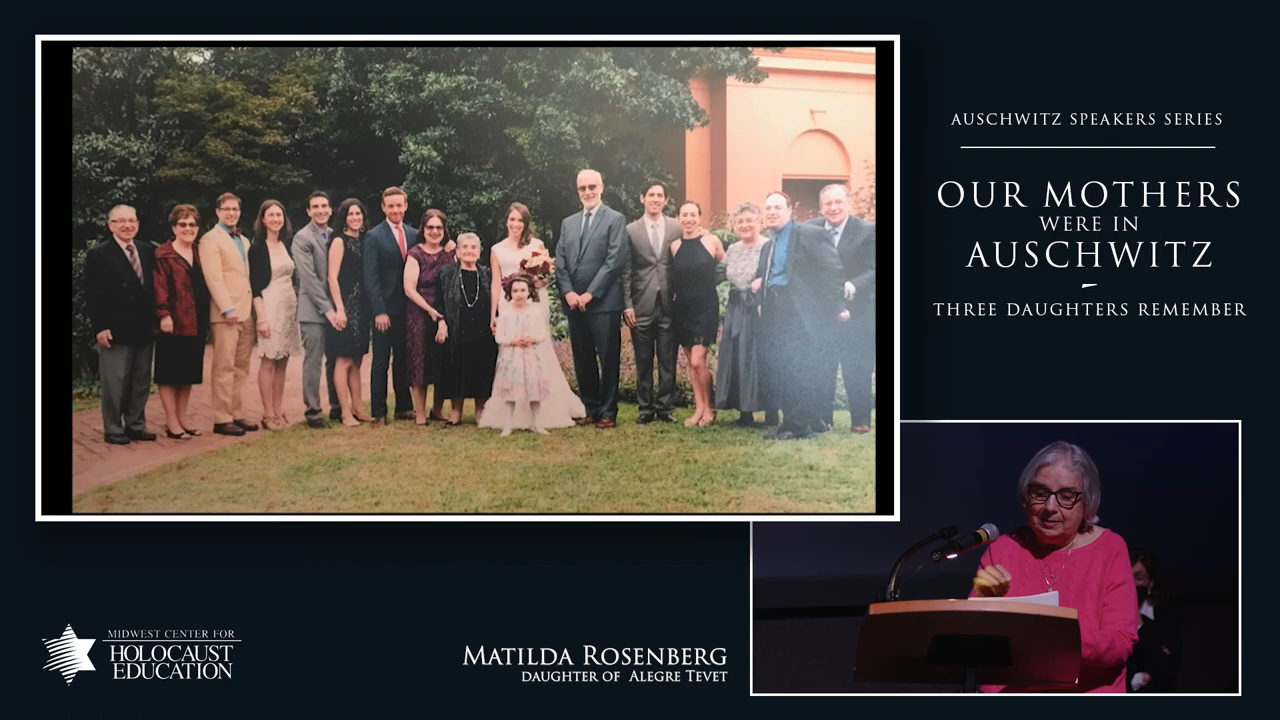 AUSCHWITZ SPEAKERS SERIES
OUR MOTHERS
WERE IN
AUSCHWITZ
THREE DAUGHTERS REMEMBER
MIDWEST CENTER FOR
HOLOCAUST
EDUCATION
MATILDA ROSENBERG
DAUGHTER OF ALEGRE TEVET